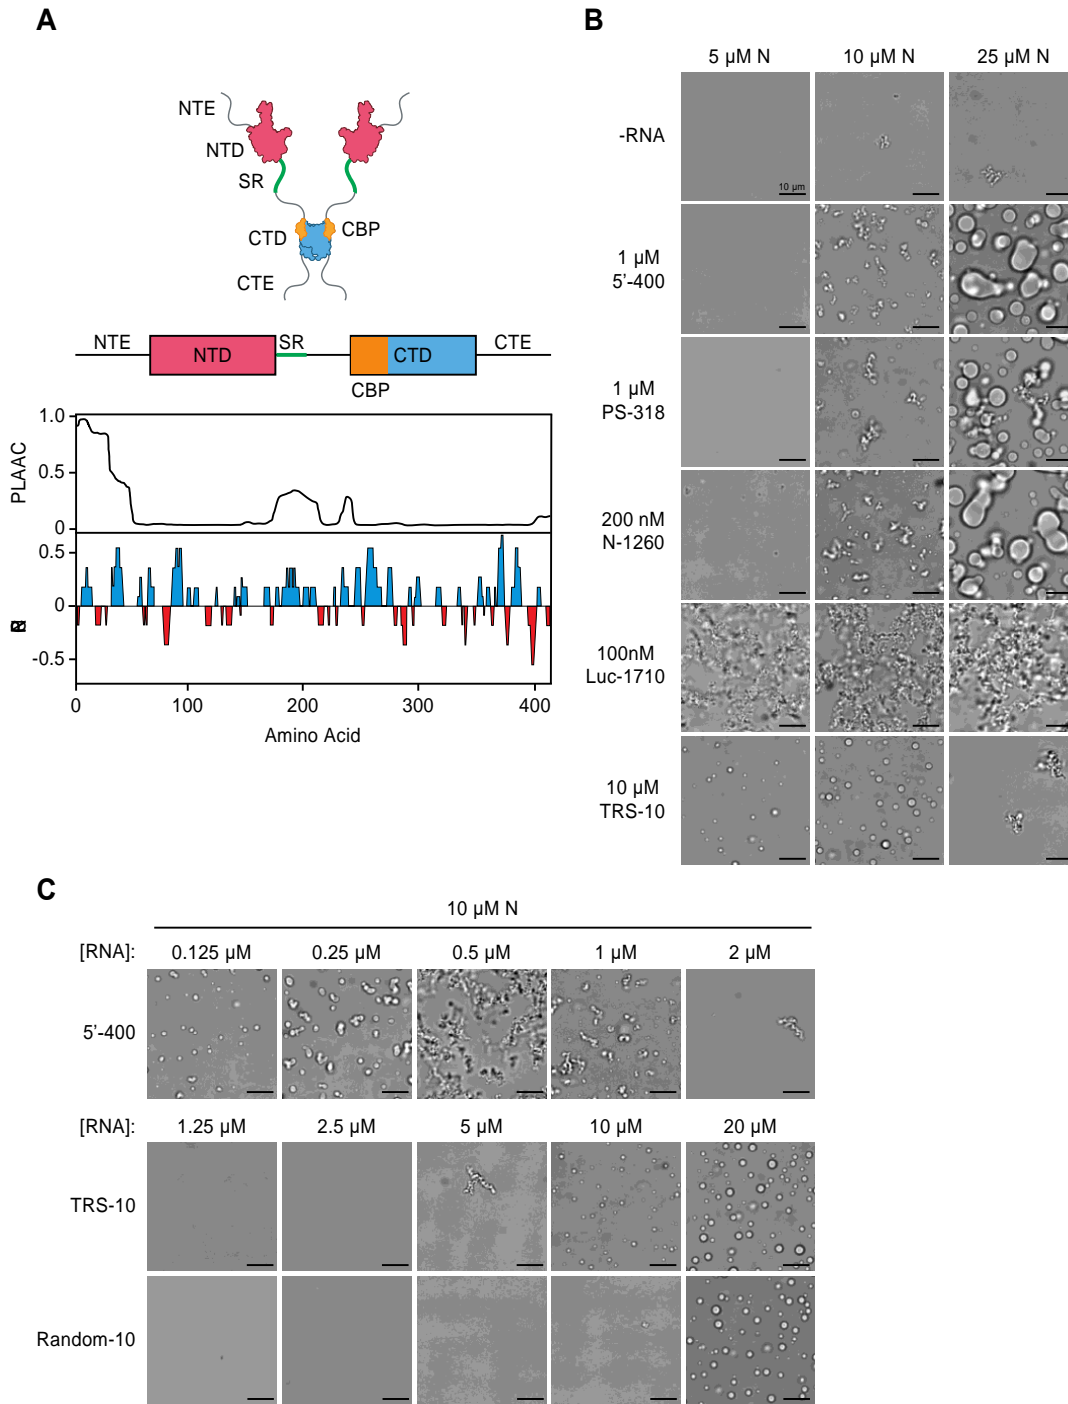 A
NTE
NTD
SR
CTD
CBP
CTE
NTE
SR
CTE
NTD
CTD
CBP
PLAAC
1.0
0.5
0
0.5
0
-0.5
0
100
200
300
400
Amino Acid
B
5 µM N
10 µM N
25 µM N
-RNA
10 µm
1 µM
5'-400
1 µM
PS-318
200 nM
N-1260
100nM
Luc-1710
10 µM
TRS-10
C
10 µM N
[RNA]:
0.125 µM
0.25 µM
0.5 µM
1 µM
2 µM
5'-400
[RNA]:
1.25 µM
2.5 µM
5 µM
10 µM
20 µM
TRS-10
Random-10